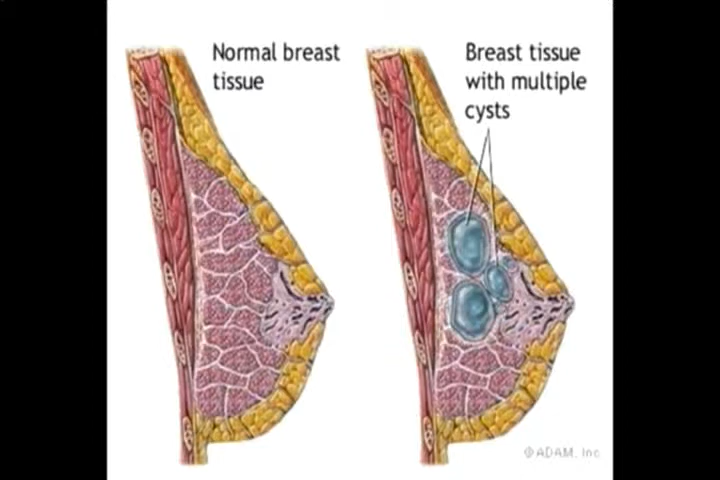 Normal breast
tissue
Breast tissue
with multiple
cysts
©ADAM, Inc